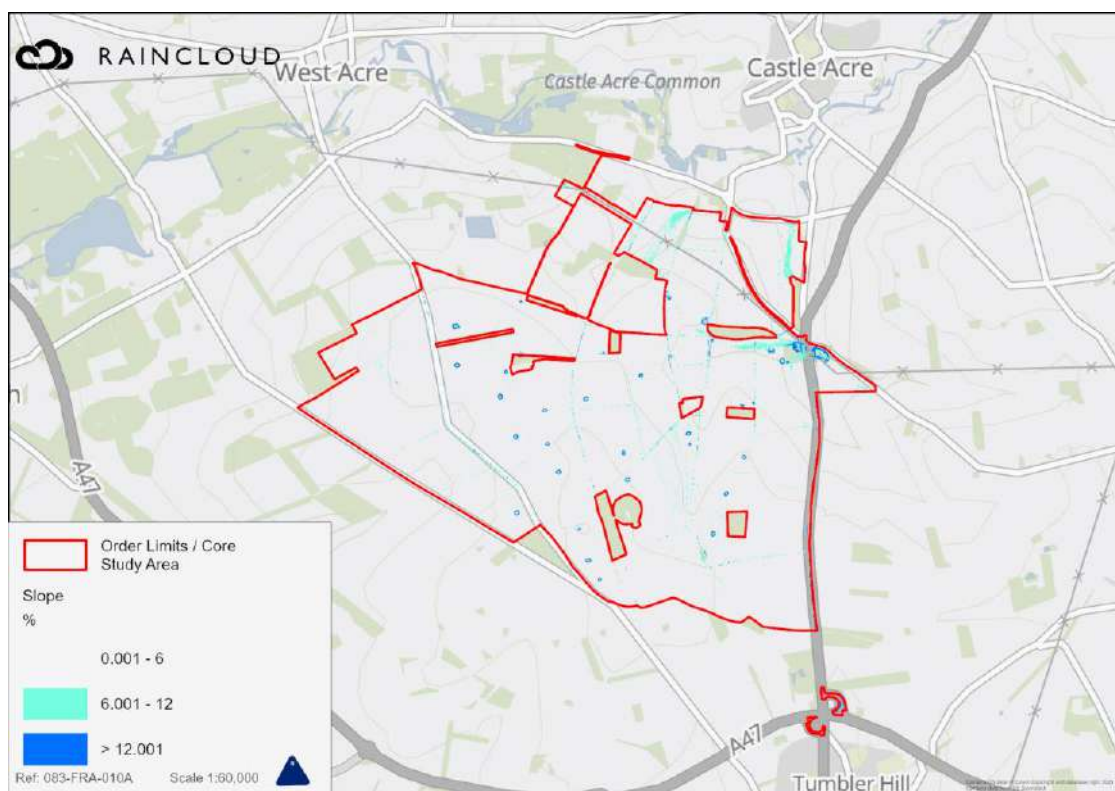 RAINCLOUD
West Acre
Castle Acre Common
Castle Acre
A47
Order Limits / Core
Study Area
Slope
%
0.001 - 6
6.001 - 12
> 12.001
Ref: 083-FRA-010A
Scale 1:60,000
A47
Tumbler Hill